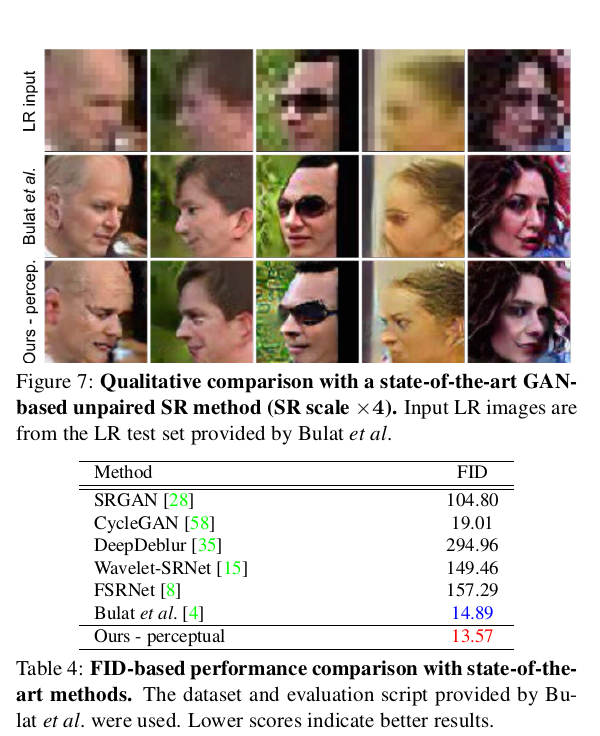 LR input
Bulat et al.
Ours - percep.
Figure 7: Qualitative comparison with a state-of-the-art GAN-
based unpaired SR method (SR scale ×4). Input LR images are
from the LR test set provided by Bulat et al.
Method FID
SRGAN [28] 104.80
CycleGAN [58] 19.01
DeepDeblur [35] 294.96
Wavelet-SRNet [15] 149.46
FSRNet [8] 157.29
Bulat et al. [4] 14.89
Ours - perceptual 13.57
Table 4: FID-based performance comparison with state-of-the-
art methods. The dataset and evaluation script provided by Bu-
lat et al. were used. Lower scores indicate better results.